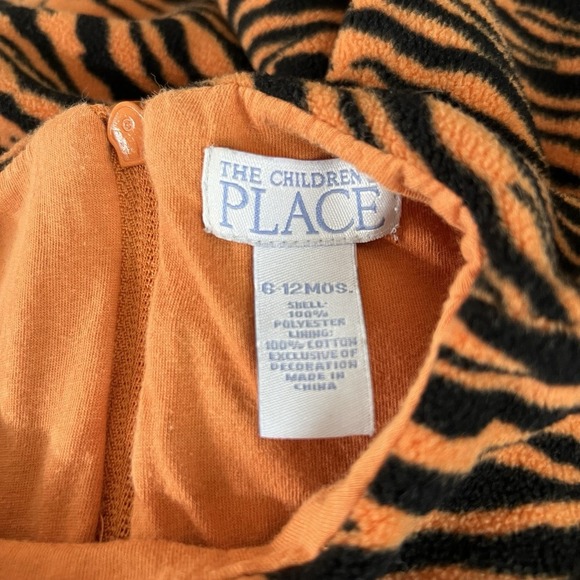 THE CHILDREN
PLACE
6-12MOS.
SHELL:
100%
POLYESTER
LINING:
100% COTTON
EXCLUSIVE OF
DECORATION
MADE IN
CHINA